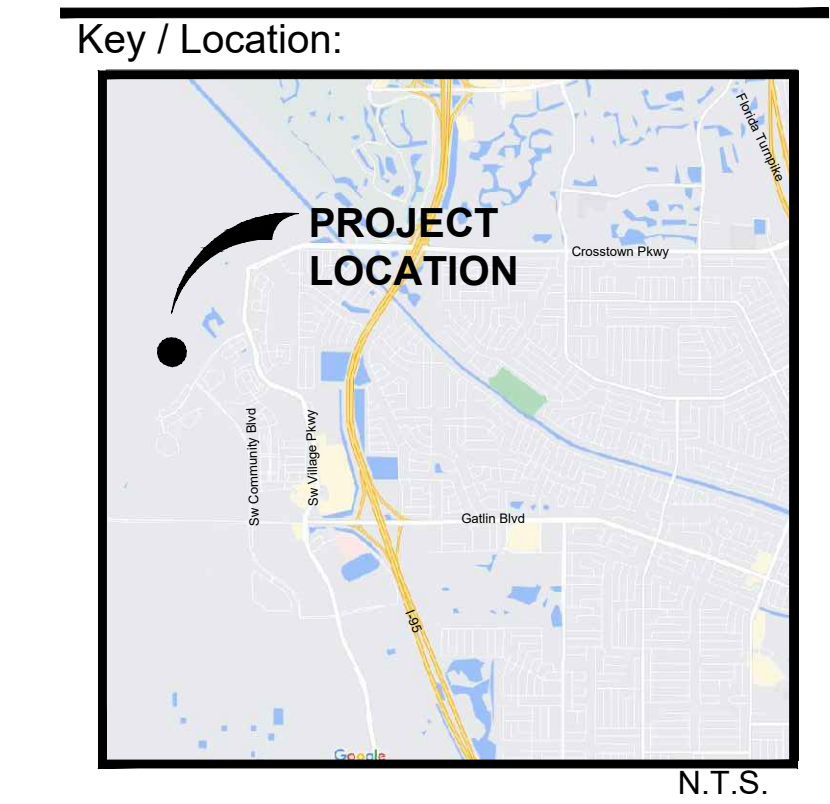 Key / Location:
Florida Turnpike
PROJECT
LOCATION
Crosstown Pkwy
Sw Community Blvd
Sw Village Pkwy
Gatlin Blvd
I-95
Google
N.T.S.